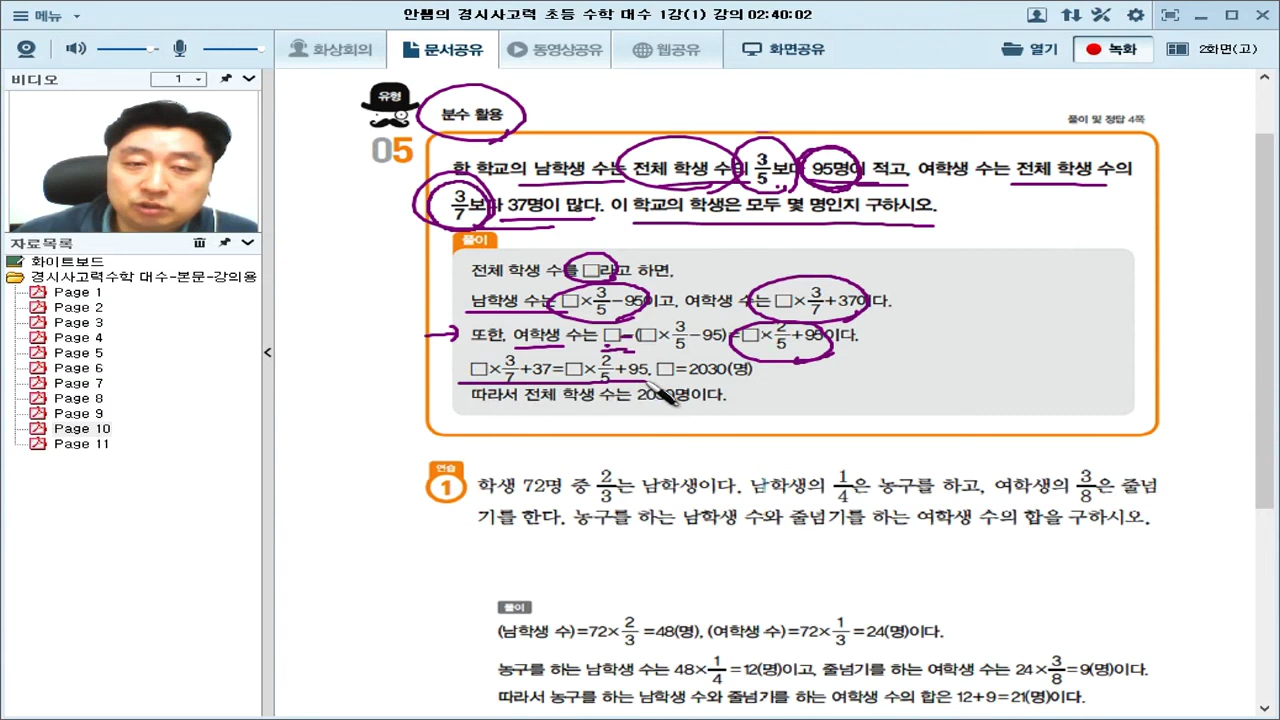 메뉴
안쌤의 경시사고력 초등 수학 대수 1강(1) 강의 02:40:02
화상회의 문서공유 동영상공유 웹공유 화면공유 열기 녹화 2화면(고)
비디오 1
자료목록
화이트보드
경시사고력수학 대수-본문-강의용
Page 1
Page 2
Page 3
Page 4
Page 5
Page 6
Page 7
Page 8
Page 9
Page 10
Page 11
유형
분수 활용
풀이 및 정답 4쪽
05
한 학교의 남학생 수는 전체 학생 수의 3/5보다 95명이 적고, 여학생 수는 전체 학생 수의
3/7보다 37명이 많다. 이 학교의 학생은 모두 몇 명인지 구하시오.
풀이
전체 학생 수를 □라고 하면,
남학생 수는 □×3/5−95이고, 여학생 수는 □×3/7+37이다.
또한, 여학생 수는 □−(□×3/5−95)=□×2/5+95이다.
□×3/7+37=□×2/5+95, □=2030(명)
따라서 전체 학생 수는 2030명이다.
연습
1
학생 72명 중 2/3는 남학생이다. 남학생의 1/4은 농구를 하고, 여학생의 3/8은 줄넘
기를 한다. 농구를 하는 남학생 수와 줄넘기를 하는 여학생 수의 합을 구하시오.
풀이
(남학생 수)=72×2/3=48(명), (여학생 수)=72×1/3=24(명)이다.
농구를 하는 남학생 수는 48×1/4=12(명)이고, 줄넘기를 하는 여학생 수는 24×3/8=9(명)이다.
따라서 농구를 하는 남학생 수와 줄넘기를 하는 여학생 수의 합은 12+9=21(명)이다.